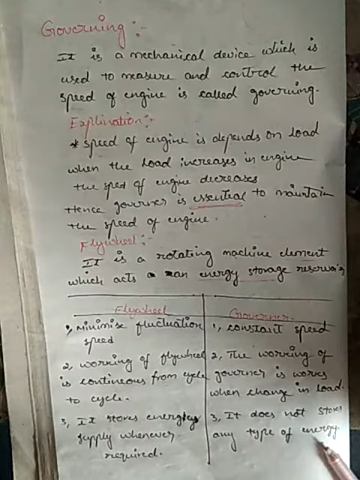 Governing:-
It is a mechanical device which is
used to measure and control the
speed of engine is called governing.
Explination:-
* speed of engine is depends on load
when the load increases in engine
the sped of engine decreases
Hence governer is essential to maintain
the speed of engine.
Flywheel:-
It is a rotating machine element
which acts an energy storage reservoir
Flywheel
1, Minimise fluctuation
speed
2, working of flywheel
is continuous from cycle
to cycle.
3, It stores energy
supply whenever
required.
Governer
1, constant speed
2, The working of
governer is works
when change in load.
3, It does not stores
any type of energy.